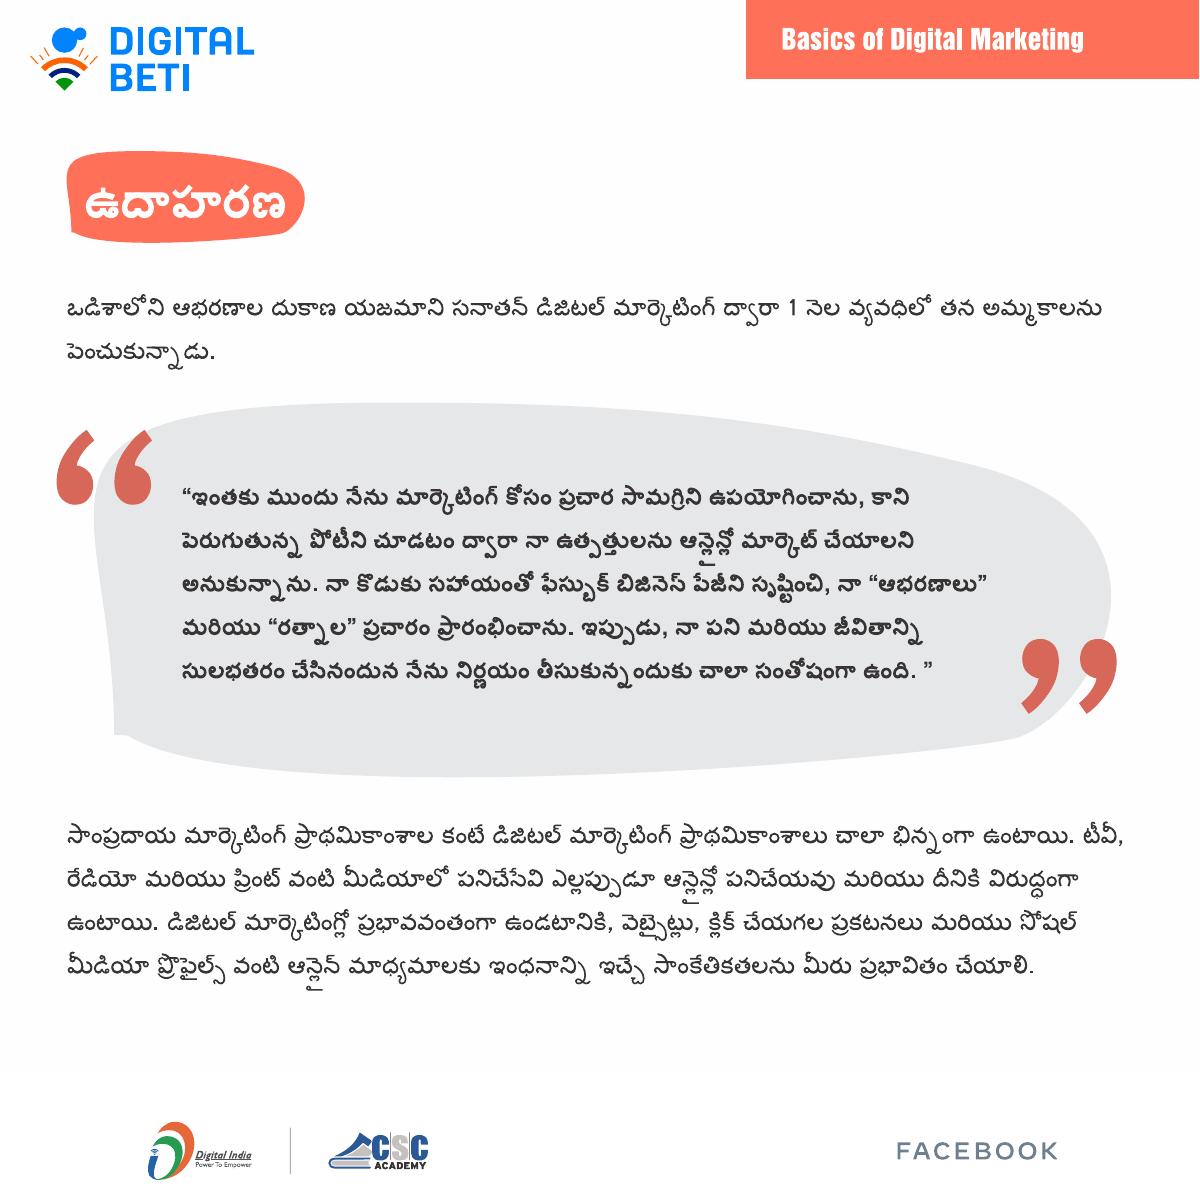 DIGITAL
BETI
Basics of Digital Marketing
ఉదాహరణ
ఒడిశాలోని ఆభరణాల దుకాణ యజమాని సనాతన్ డిజిటల్ మార్కెటింగ్ ద్వారా 1 నెల వ్యవధిలో తన అమ్మకాలను
పెంచుకున్నాడు.
“ఇంతకు ముందు నేను మార్కెటింగ్ కోసం ప్రచార సామగ్రిని ఉపయోగించాను, కాని
పెరుగుతున్న పోటీని చూడటం ద్వారా నా ఉత్పత్తులను ఆన్లైన్లో మార్కెట్ చేయాలని
అనుకున్నాను. నా కొడుకు సహాయంతో ఫేస్బుక్ బిజినెస్ పేజీని సృష్టించి, నా “ఆభరణాలు”
మరియు “రత్నాల” ప్రచారం ప్రారంభించాను. ఇప్పుడు, నా పని మరియు జీవితాన్ని
సులభతరం చేసినందున నేను నిర్ణయం తీసుకున్నందుకు చాలా సంతోషంగా ఉంది. ”
సాంప్రదాయ మార్కెటింగ్ ప్రాథమికాంశాల కంటే డిజిటల్ మార్కెటింగ్ ప్రాథమికాంశాలు చాలా భిన్నంగా ఉంటాయి. టీవీ,
రేడియో మరియు ప్రింట్ వంటి మీడియాలో పనిచేసేవి ఎల్లప్పుడూ ఆన్లైన్లో పనిచేయవు మరియు దీనికి విరుద్ధంగా
ఉంటాయి. డిజిటల్ మార్కెటింగ్లో ప్రభావవంతంగా ఉండటానికి, వెబ్సైట్లు, క్లిక్ చేయగల ప్రకటనలు మరియు సోషల్
మీడియా ప్రొఫైల్స్ వంటి ఆన్లైన్ మాధ్యమాలకు ఇంధనాన్ని ఇచ్చే సాంకేతికతలను మీరు ప్రభావితం చేయాలి.
Digital India
Power To Empower
CSC
ACADEMY
FACEBOOK